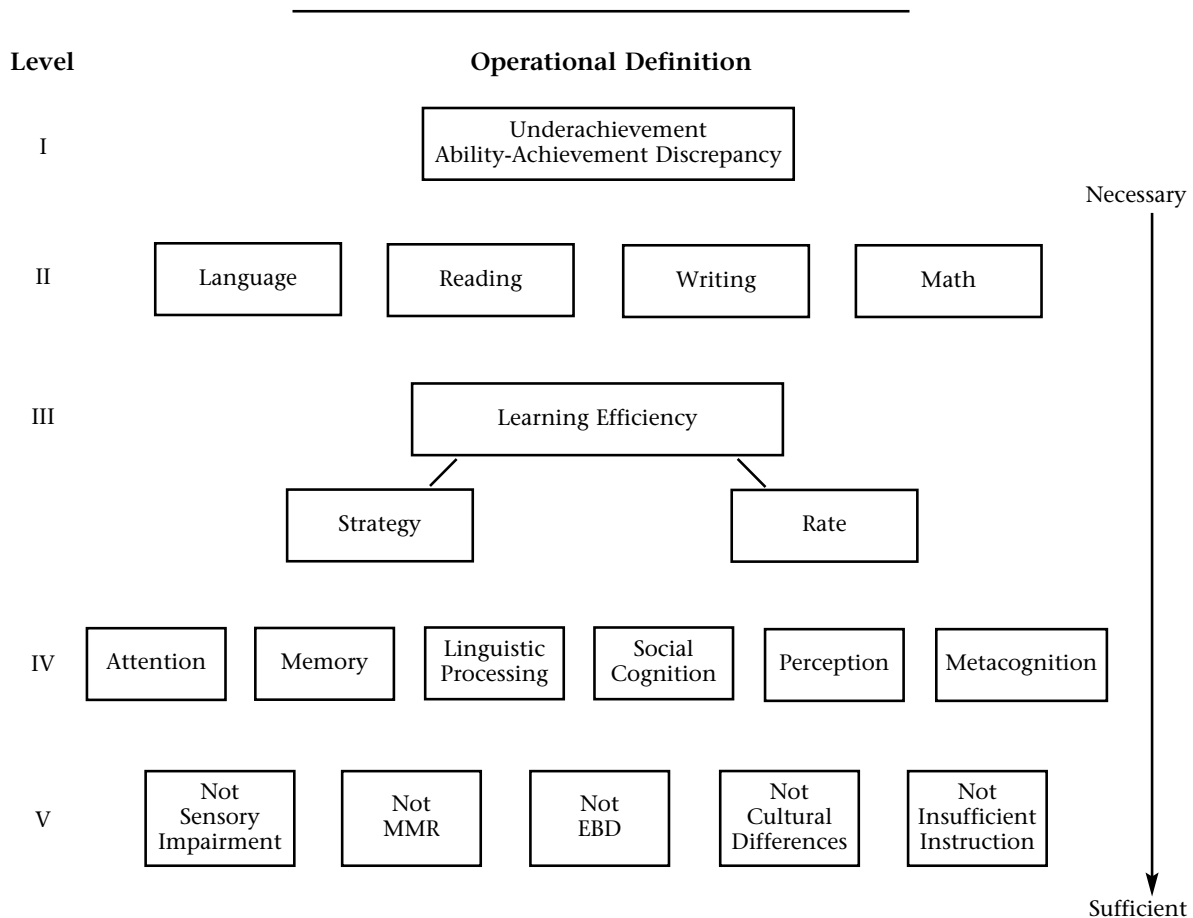 Level
Operational Definition
I
Underachievement
Ability-Achievement Discrepancy
Necessary
II
Language
Reading
Writing
Math
III
Learning Efficiency
Strategy
Rate
IV
Attention
Memory
Linguistic
Processing
Social
Cognition
Perception
Metacognition
V
Not
Sensory
Impairment
Not
MMR
Not
EBD
Not
Cultural
Differences
Not
Insufficient
Instruction
Sufficient